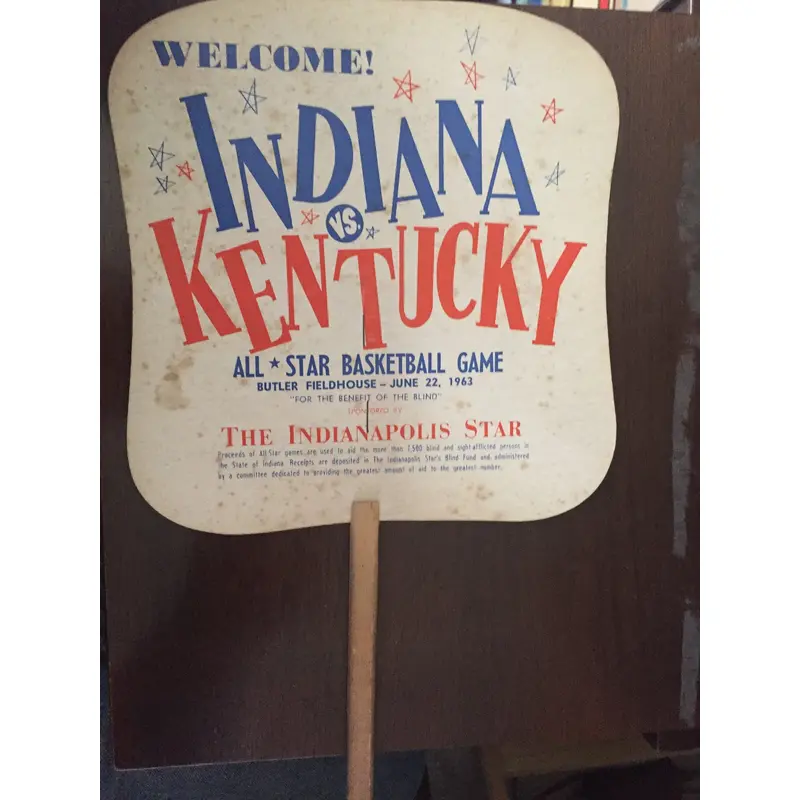 WELCOME!
INDIANA
VS.
KENTUCKY
ALL ★ STAR BASKETBALL GAME
BUTLER FIELDHOUSE — JUNE 22, 1963
"FOR THE BENEFIT OF THE BLIND"
SPONSORED BY
THE INDIANAPOLIS STAR
Proceeds of All-Star games are used to aid the more than 7,500 blind and sight-afflicted persons in
the State of Indiana. Receipts are deposited in The Indianapolis Star's Blind Fund and administered
by a committee dedicated to providing the greatest amount of aid to the greatest number.